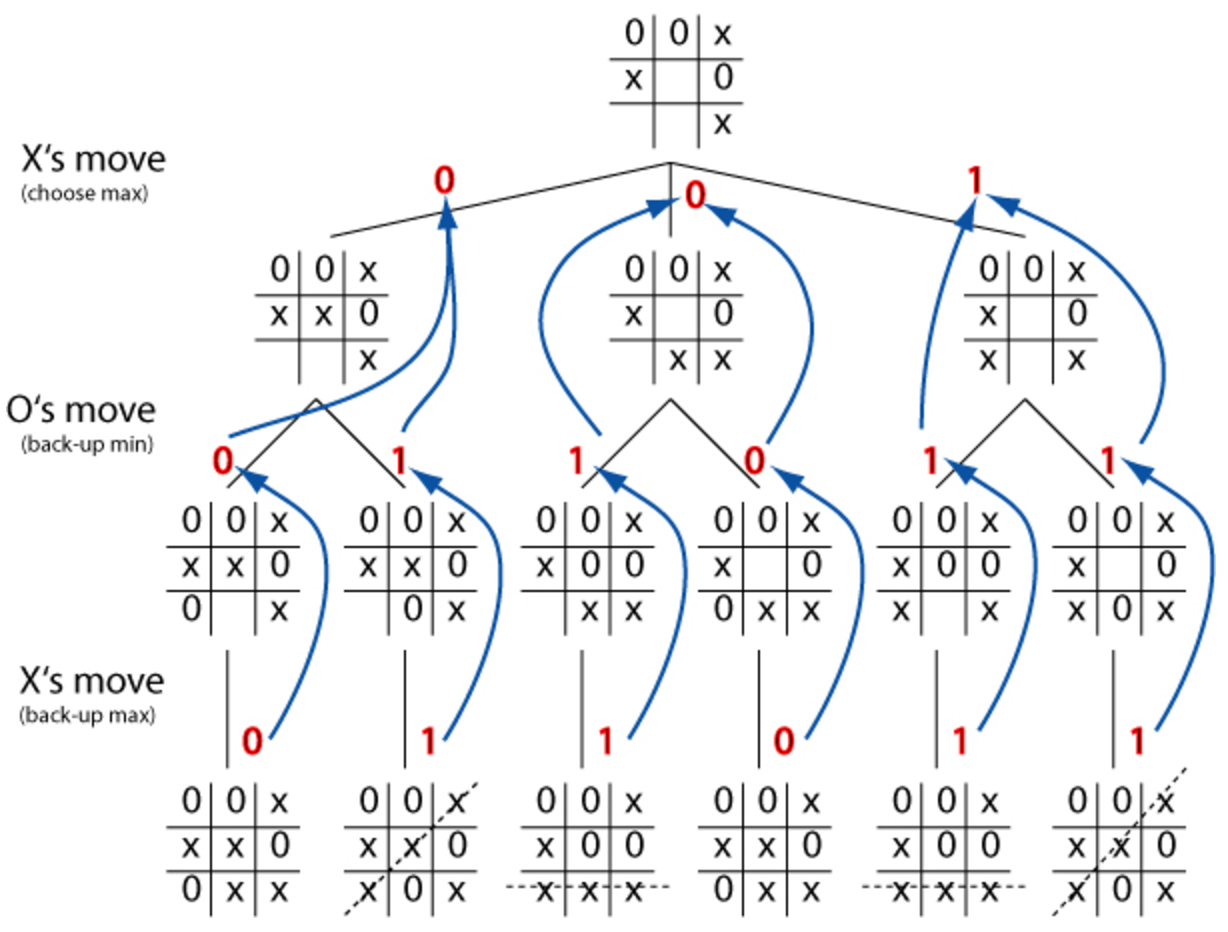 0 0 x
x 0
x
X's move
(choose max)
0 0 1
0 0 x 0 0 x 0 0 x
x x 0 x 0 x 0
x x x x x
O's move
(back-up min)
0 1 1 0 1 1
0 0 x 0 0 x 0 0 x 0 0 x 0 0 x 0 0 x
x x 0 x x 0 x 0 0 x 0 x 0 0 x 0
0 x 0 x x x 0 x x x x x 0 x
X's move
(back-up max)
0 1 1 0 1 1
0 0 x 0 0 x 0 0 x 0 0 x 0 0 x 0 0 x
x x 0 x x 0 x 0 0 x x 0 x 0 0 x x 0
0 x x x 0 x x x x 0 x x x x x x 0 x